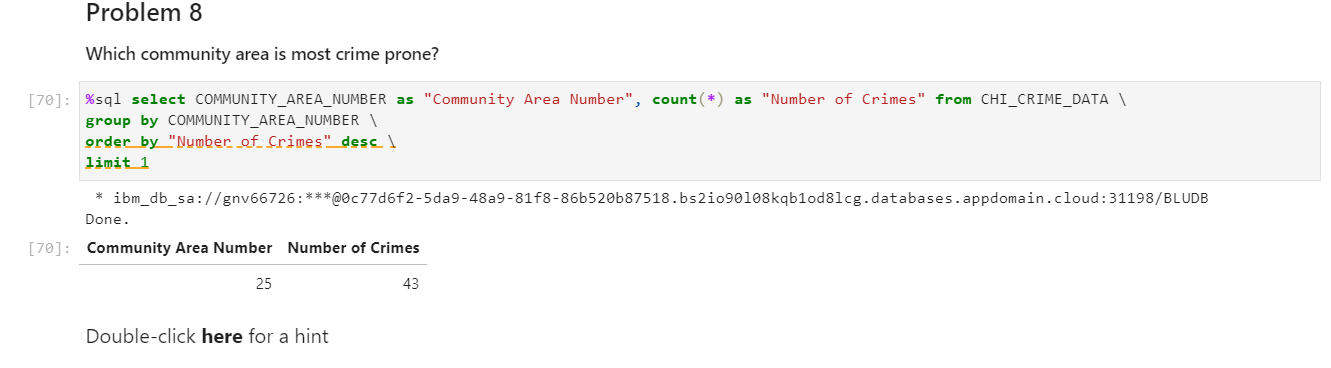 Problem 8
Which community area is most crime prone?
[70]: %sql select COMMUNITY_AREA_NUMBER as "Community Area Number", count(*) as "Number of Crimes" from CHI_CRIME_DATA \
group by COMMUNITY_AREA_NUMBER \
order by "Number of Crimes" desc \
limit 1
* ibm_db_sa://gnv66726:***@0c77d6f2-5da9-48a9-81f8-86b520b87518.bs2io90l08kqb1od8lcg.databases.appdomain.cloud:31198/BLUDB
Done.
[70]: Community Area Number Number of Crimes
25 43
Double-click here for a hint